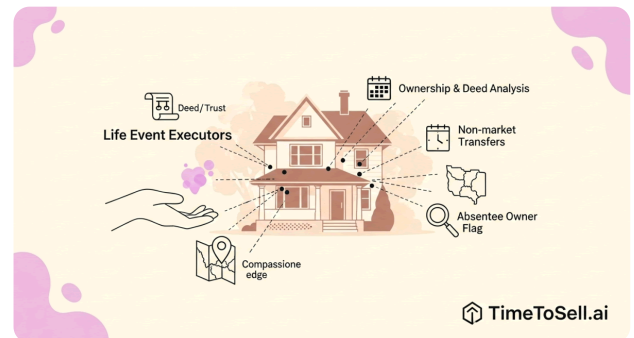 Ownership & Deed Analysis
Deed/Trust
Life Event Executors
Non-market
Transfers
Absentee Owner
Flag
Compassione
edge
TimeToSell.ai